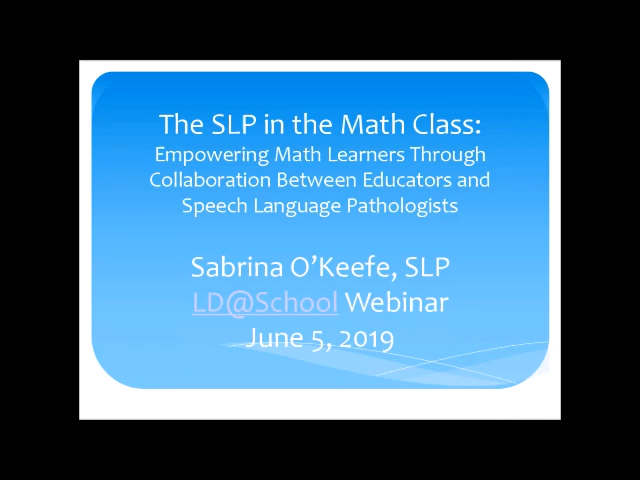 The SLP in the Math Class:
Empowering Math Learners Through
Collaboration Between Educators and
Speech Language Pathologists
Sabrina O’Keefe, SLP
LD@School Webinar
June 5, 2019